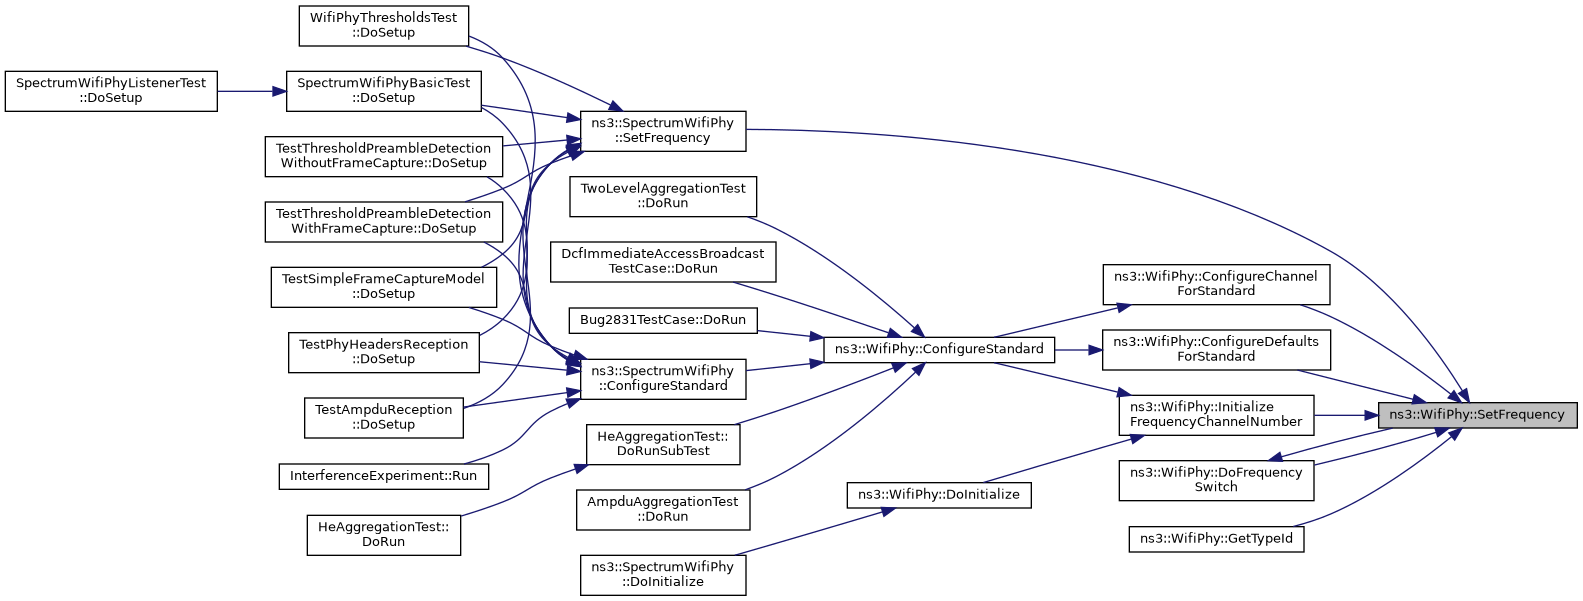 WifiPhyThresholdsTest
::DoSetup
SpectrumWifiPhyListenerTest
::DoSetup
SpectrumWifiPhyBasicTest
::DoSetup
TestThresholdPreambleDetection
WithoutFrameCapture::DoSetup
TestThresholdPreambleDetection
WithFrameCapture::DoSetup
TestSimpleFrameCaptureModel
::DoSetup
TestPhyHeadersReception
::DoSetup
TestAmpduReception
::DoSetup
InterferenceExperiment::Run
HeAggregationTest::
DoRun
ns3::SpectrumWifiPhy
::SetFrequency
TwoLevelAggregationTest
::DoRun
DcfImmediateAccessBroadcast
TestCase::DoRun
Bug2831TestCase::DoRun
ns3::SpectrumWifiPhy
::ConfigureStandard
HeAggregationTest::
DoRunSubTest
AmpduAggregationTest
::DoRun
ns3::SpectrumWifiPhy
::DoInitialize
ns3::WifiPhy::ConfigureStandard
ns3::WifiPhy::DoInitialize
ns3::WifiPhy::ConfigureChannel
ForStandard
ns3::WifiPhy::ConfigureDefaults
ForStandard
ns3::WifiPhy::Initialize
FrequencyChannelNumber
ns3::WifiPhy::DoFrequency
Switch
ns3::WifiPhy::GetTypeId
ns3::WifiPhy::SetFrequency